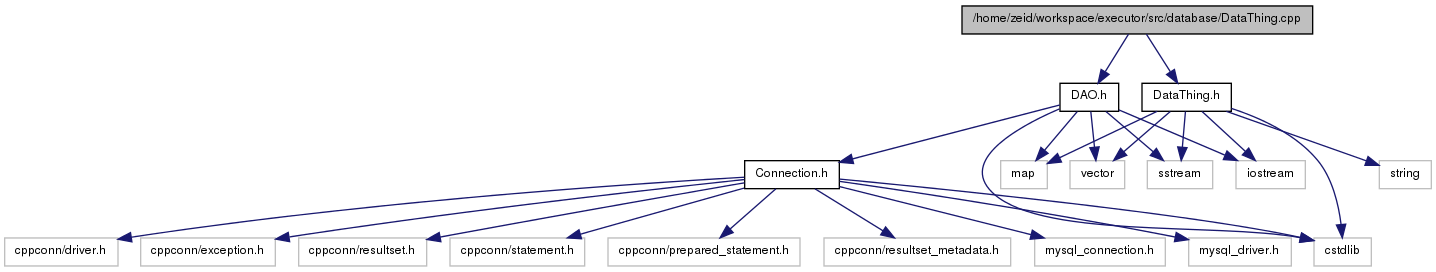 /home/zeid/workspace/executor/src/database/DataThing.cpp
DAO.h
DataThing.h
Connection.h
map
vector
sstream
iostream
string
cppconn/driver.h
cppconn/exception.h
cppconn/resultset.h
cppconn/statement.h
cppconn/prepared_statement.h
cppconn/resultset_metadata.h
mysql_connection.h
mysql_driver.h
cstdlib